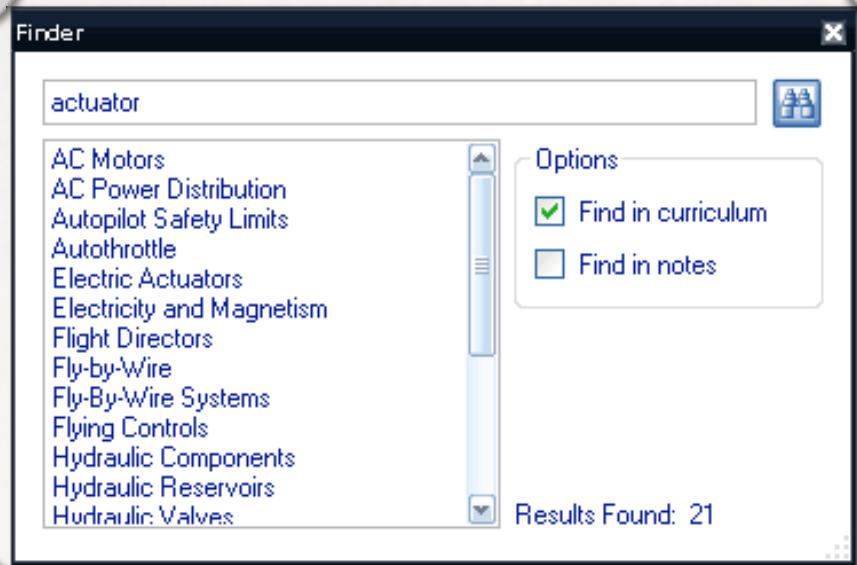 Finder
actuator
AC Motors
AC Power Distribution
Autopilot Safety Limits
Autothrottle
Electric Actuators
Electricity and Magnetism
Flight Directors
Fly-by-Wire
Fly-By-Wire Systems
Flying Controls
Hydraulic Components
Hydraulic Reservoirs
Hydraulic Valves
Options
Find in curriculum
Find in notes
Results Found: 21